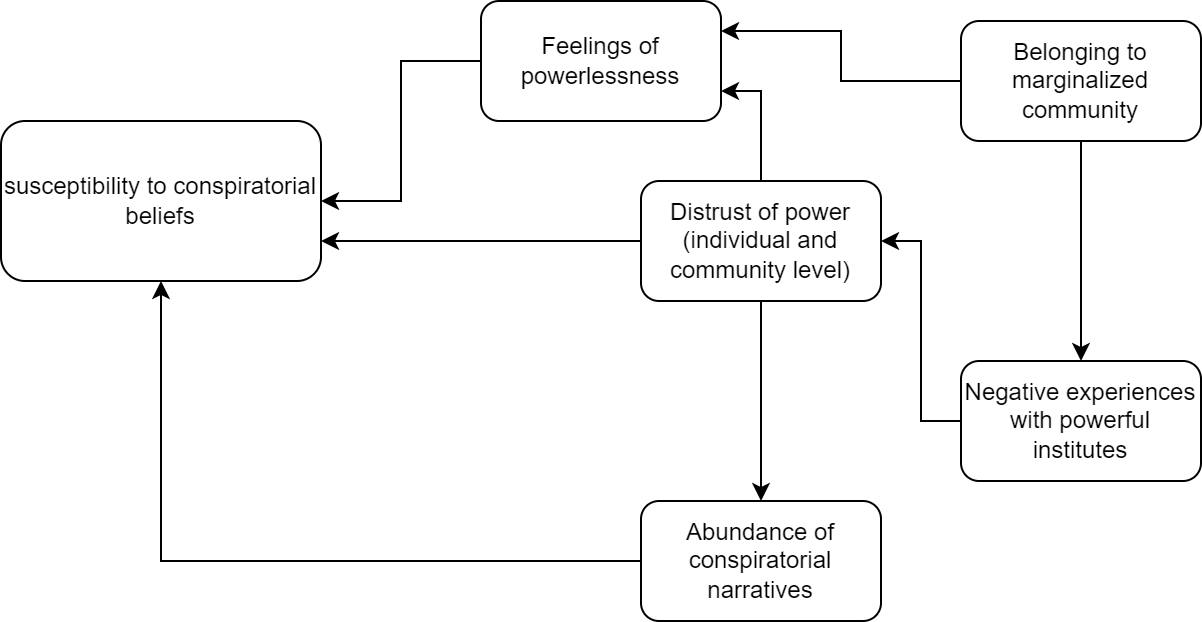 Feelings of
powerlessness
Belonging to
marginalized
community
susceptibility to conspiratorial
beliefs
Distrust of power
(individual and
community level)
Negative experiences
with powerful
institutes
Abundance of
conspiratorial
narratives